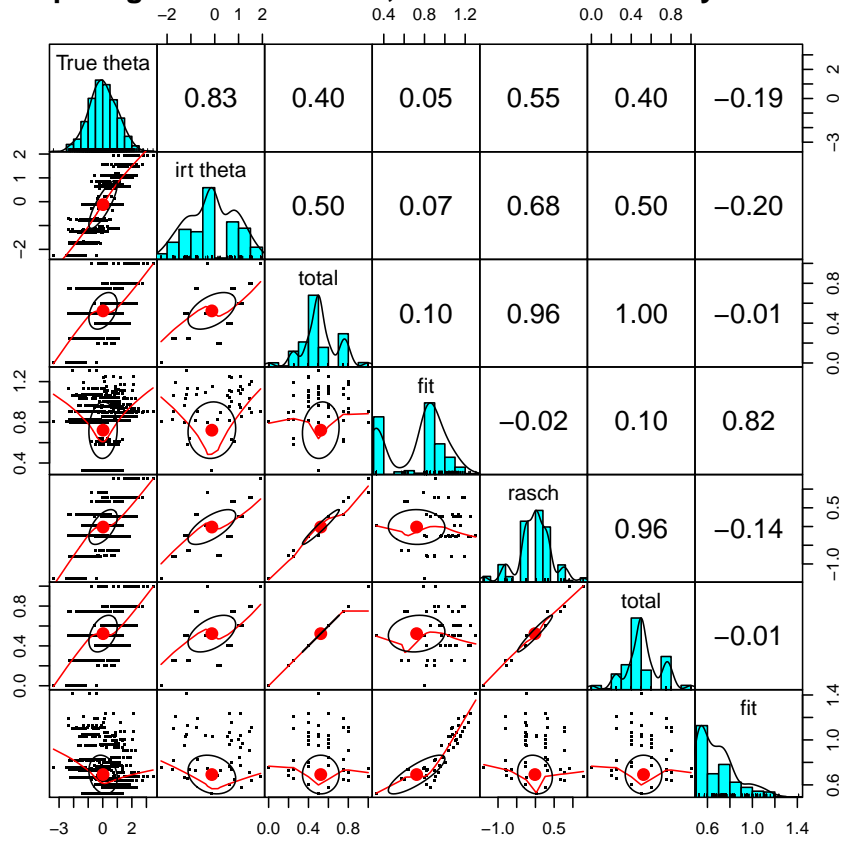 −2 0 1 2 0.4 0.8 1.2 0.0 0.4 0.8
True theta 0.83 0.40 0.05 0.55 0.40 −0.19
−3 0 2
−2 0 1 2
irt theta 0.50 0.07 0.68 0.50 −0.20
total 0.10 0.96 1.00 −0.01
0.0 0.4 0.8
0.4 0.8 1.2
fit −0.02 0.10 0.82
rasch 0.96 −0.14
−1.0 0.5
0.0 0.4 0.8
total −0.01
fit
0.6 1.0 1.4
−3 0 2 0.0 0.4 0.8 −1.0 0.5 0.6 1.0 1.4